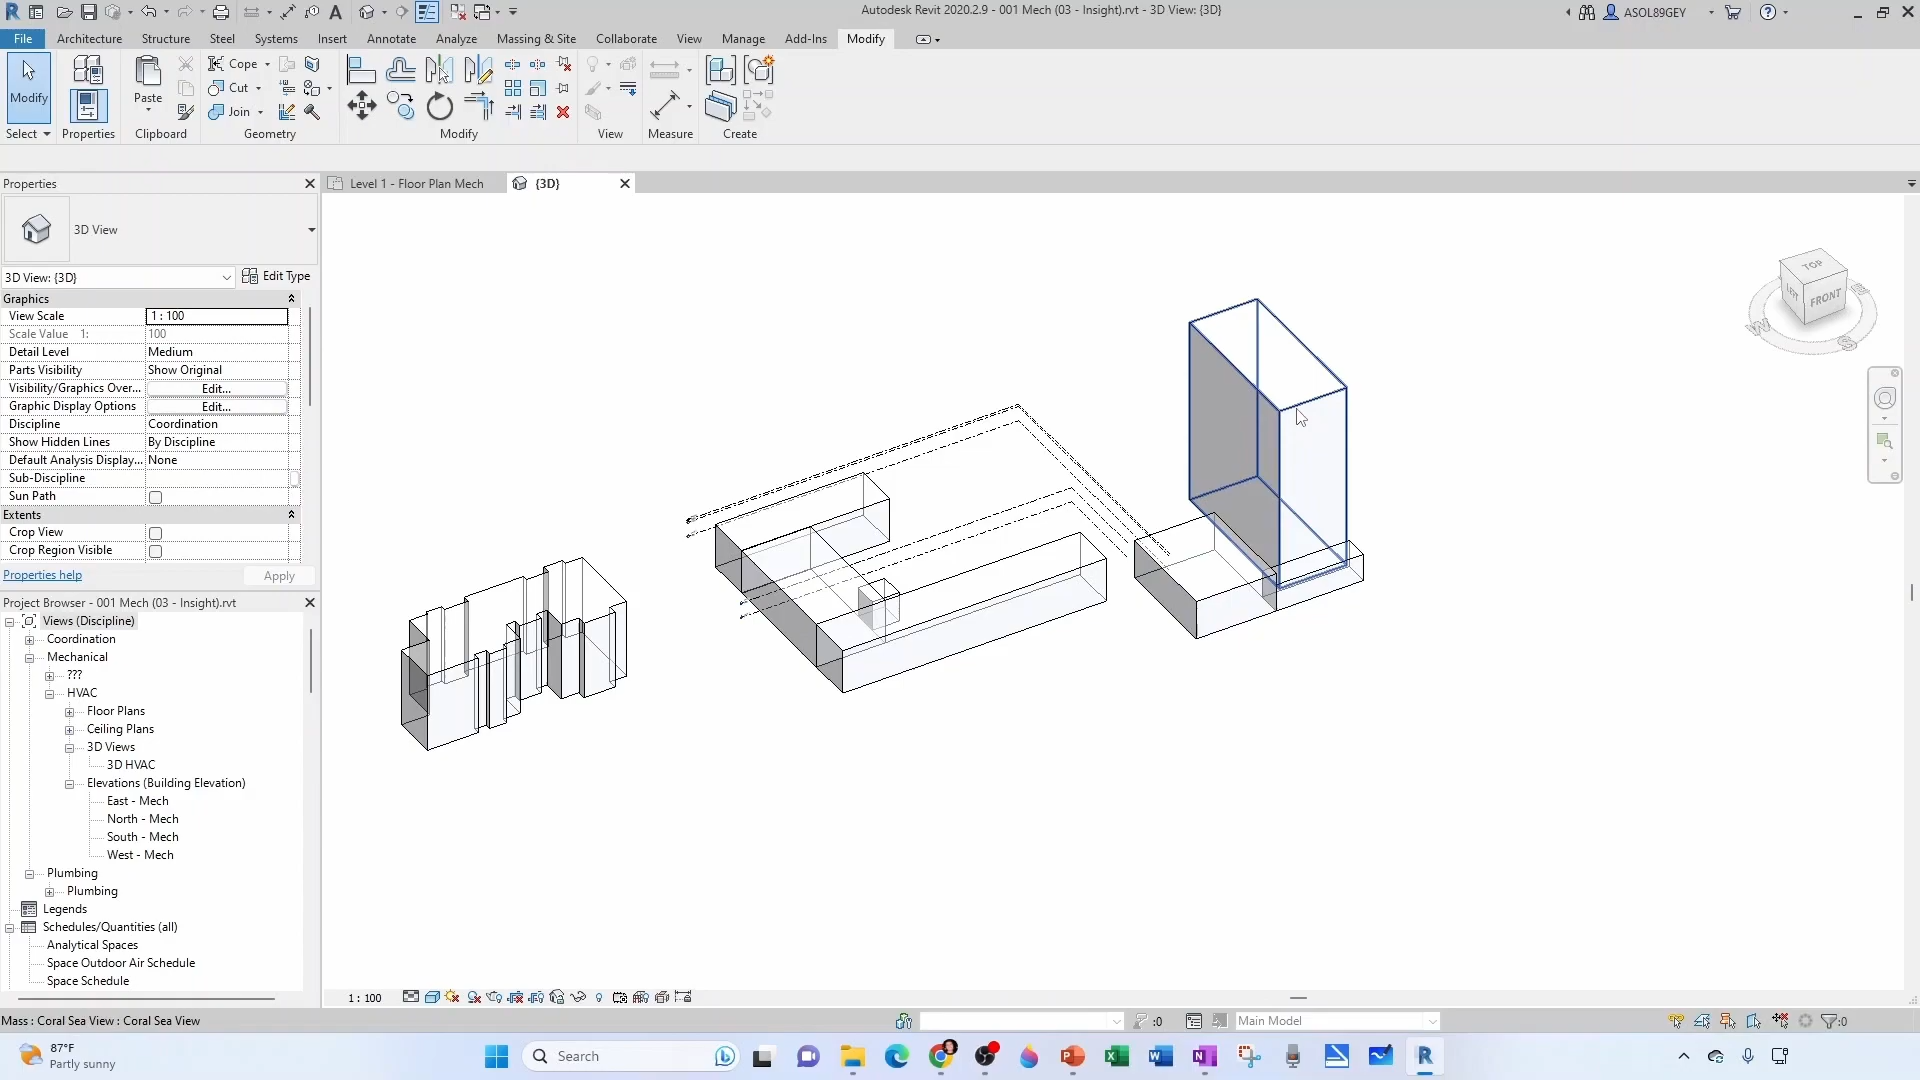 Autodesk Revit 2020.2.9 - 001 Mech (03 - Insight).rvt - 3D View: {3D}
ASOL89GEY
File Architecture Structure Steel Systems Insert Annotate Analyze Massing & Site Collaborate View Manage Add-Ins Modify
Modify
Paste
Cope
Cut
Join
Select Properties Clipboard Geometry Modify View Measure Create
Properties
Level 1 - Floor Plan Mech
{3D}
3D View
3D View: {3D}
Edit Type
Graphics
View Scale 1 : 100
Scale Value 1: 100
Detail Level Medium
Parts Visibility Show Original
Visibility/Graphics Over... Edit...
Graphic Display Options Edit...
Discipline Coordination
Show Hidden Lines By Discipline
Default Analysis Display... None
Sub-Discipline
Sun Path
Extents
Crop View
Crop Region Visible
Properties help
Apply
Project Browser - 001 Mech (03 - Insight).rvt
Views (Discipline)
Coordination
Mechanical
???
HVAC
Floor Plans
Ceiling Plans
3D Views
3D HVAC
Elevations (Building Elevation)
East - Mech
North - Mech
South - Mech
West - Mech
Plumbing
Plumbing
Legends
Schedules/Quantities (all)
Analytical Spaces
Space Outdoor Air Schedule
Space Schedule
TOP
LEFT
FRONT
W
S
E
1 : 100
Mass : Coral Sea View : Coral Sea View
:0
Main Model
:0
87°F
Partly sunny
Search